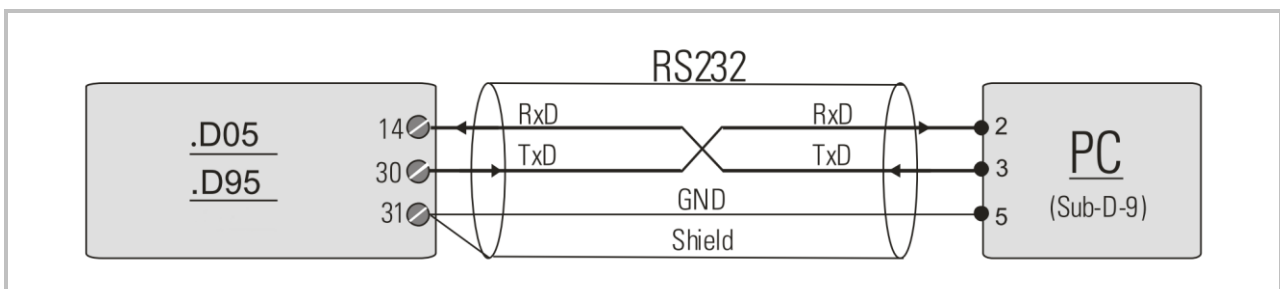 RS232
.D05
.D95
14
30
31
RxD
TxD
RxD
TxD
GND
Shield
2
3
5
PC
(Sub-D-9)